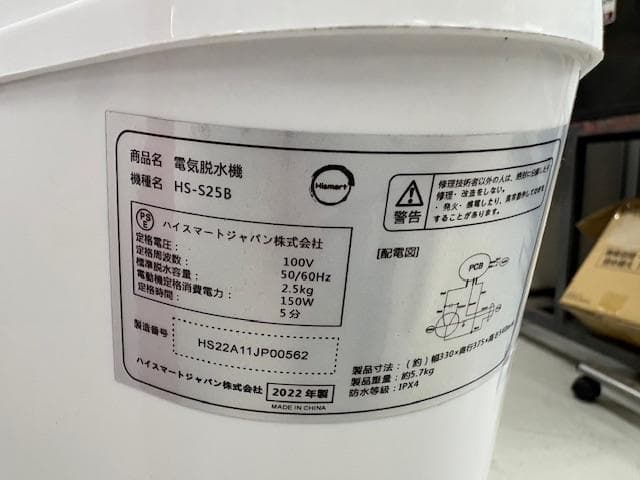 商品名 電気脱水機
機種名 HS-S25B
Hismart
PSE
ハイスマートジャパン株式会社
定格電圧: 100V
定格周波数: 50/60Hz
標準脱水容量: 2.5kg
電動機定格消費電力: 150W
定格時間: 5分
製造番号 HS22A11JP00562
ハイスマートジャパン株式会社 2022年製
MADE IN CHINA
警告
修理技術者以外の人は、絶対に分解したり
修理・改造をしない。
・発火・感電したり、異常動作してけがを
することがあります。
[配電図]
PCB
製品寸法:(約)幅330×奥行375×高さ540mm
製品重量:約5.7kg
防水等級:IPX4